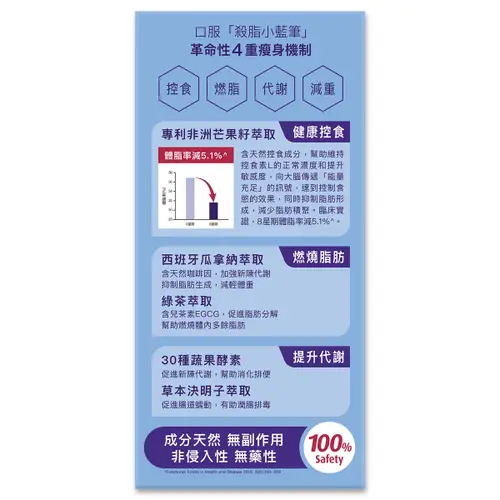 口服「殺脂小藍筆」
革命性4重瘦身機制
控食
燃脂
代謝
減重
專利非洲芒果籽萃取
健康控食
體脂率減5.1%^
含天然控食成分，幫助維持
控食素L的正常濃度和提升
敏感度，向大腦傳遞「能量
充足」的訊號，達到控制食
慾的效果，同時抑制脂肪形
成，減少脂肪積聚。臨床實
證，8星期體脂率減5.1%^。
西班牙瓜拿納萃取
燃燒脂肪
含天然咖啡因，加強新陳代謝
抑制脂肪生成，減輕體重
綠茶萃取
含兒茶素EGCG，促進脂肪分解
幫助燃燒體內多餘脂肪
30種蔬果酵素
提升代謝
促進新陳代謝，幫助消化排便
草本決明子萃取
促進腸道蠕動，有助潤腸排毒
成分天然 無副作用
非侵入性 無藥性
100%
Safety